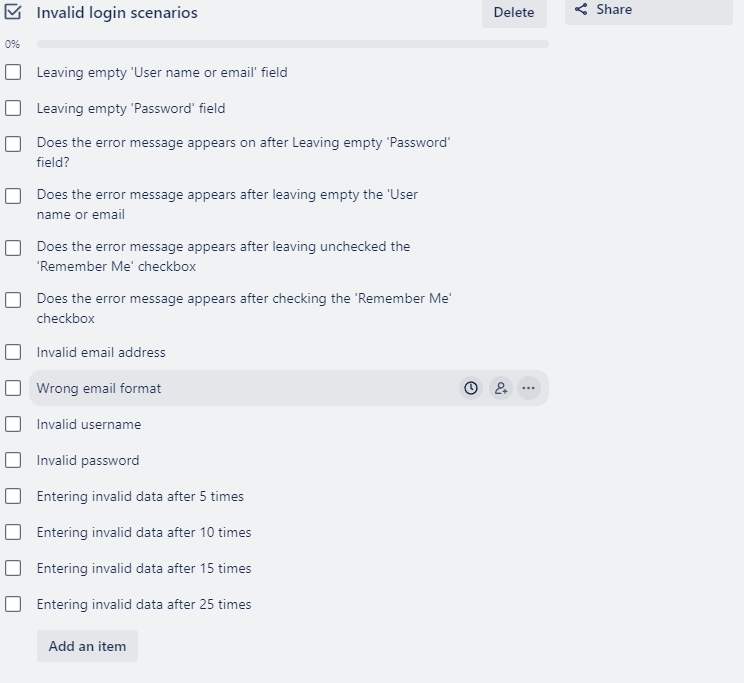 Invalid login scenarios
Delete
Share
0%
Leaving empty 'User name or email' field
Leaving empty 'Password' field
Does the error message appears on after Leaving empty 'Password'
field?
Does the error message appears after leaving empty the 'User
name or email
Does the error message appears after leaving unchecked the
'Remember Me' checkbox
Does the error message appears after checking the 'Remember Me'
checkbox
Invalid email address
Wrong email format
Invalid username
Invalid password
Entering invalid data after 5 times
Entering invalid data after 10 times
Entering invalid data after 15 times
Entering invalid data after 25 times
Add an item